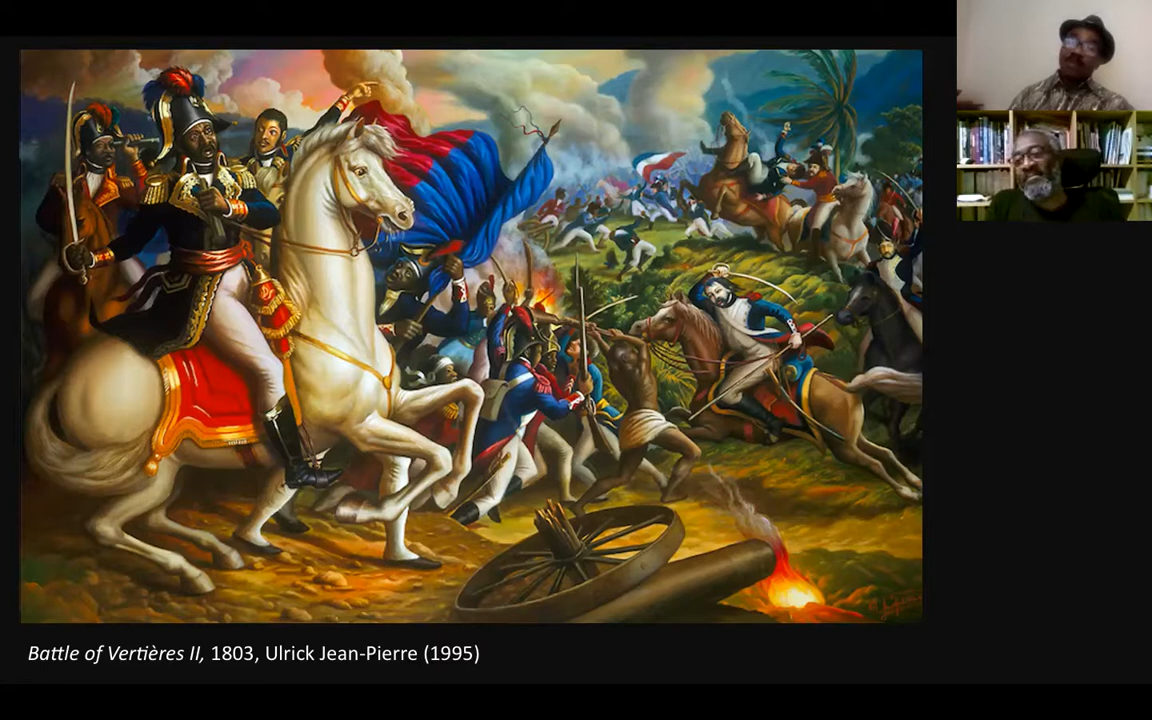 Battle of Vertières II, 1803, Ulrick Jean-Pierre (1995)